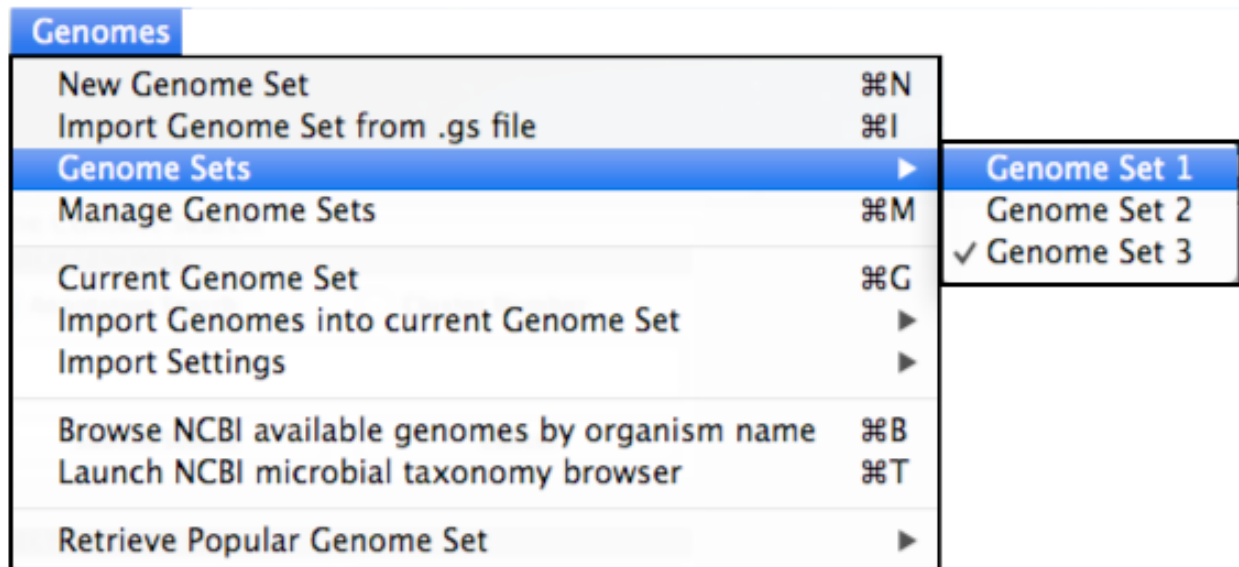 Genomes
New Genome Set ⌘N
Import Genome Set from .gs file ⌘I
Genome Sets ▶
Manage Genome Sets ⌘M
Current Genome Set ⌘G
Import Genomes into current Genome Set ▶
Import Settings ▶
Browse NCBI available genomes by organism name ⌘B
Launch NCBI microbial taxonomy browser ⌘T
Retrieve Popular Genome Set ▶
Genome Set 1
Genome Set 2
✓ Genome Set 3